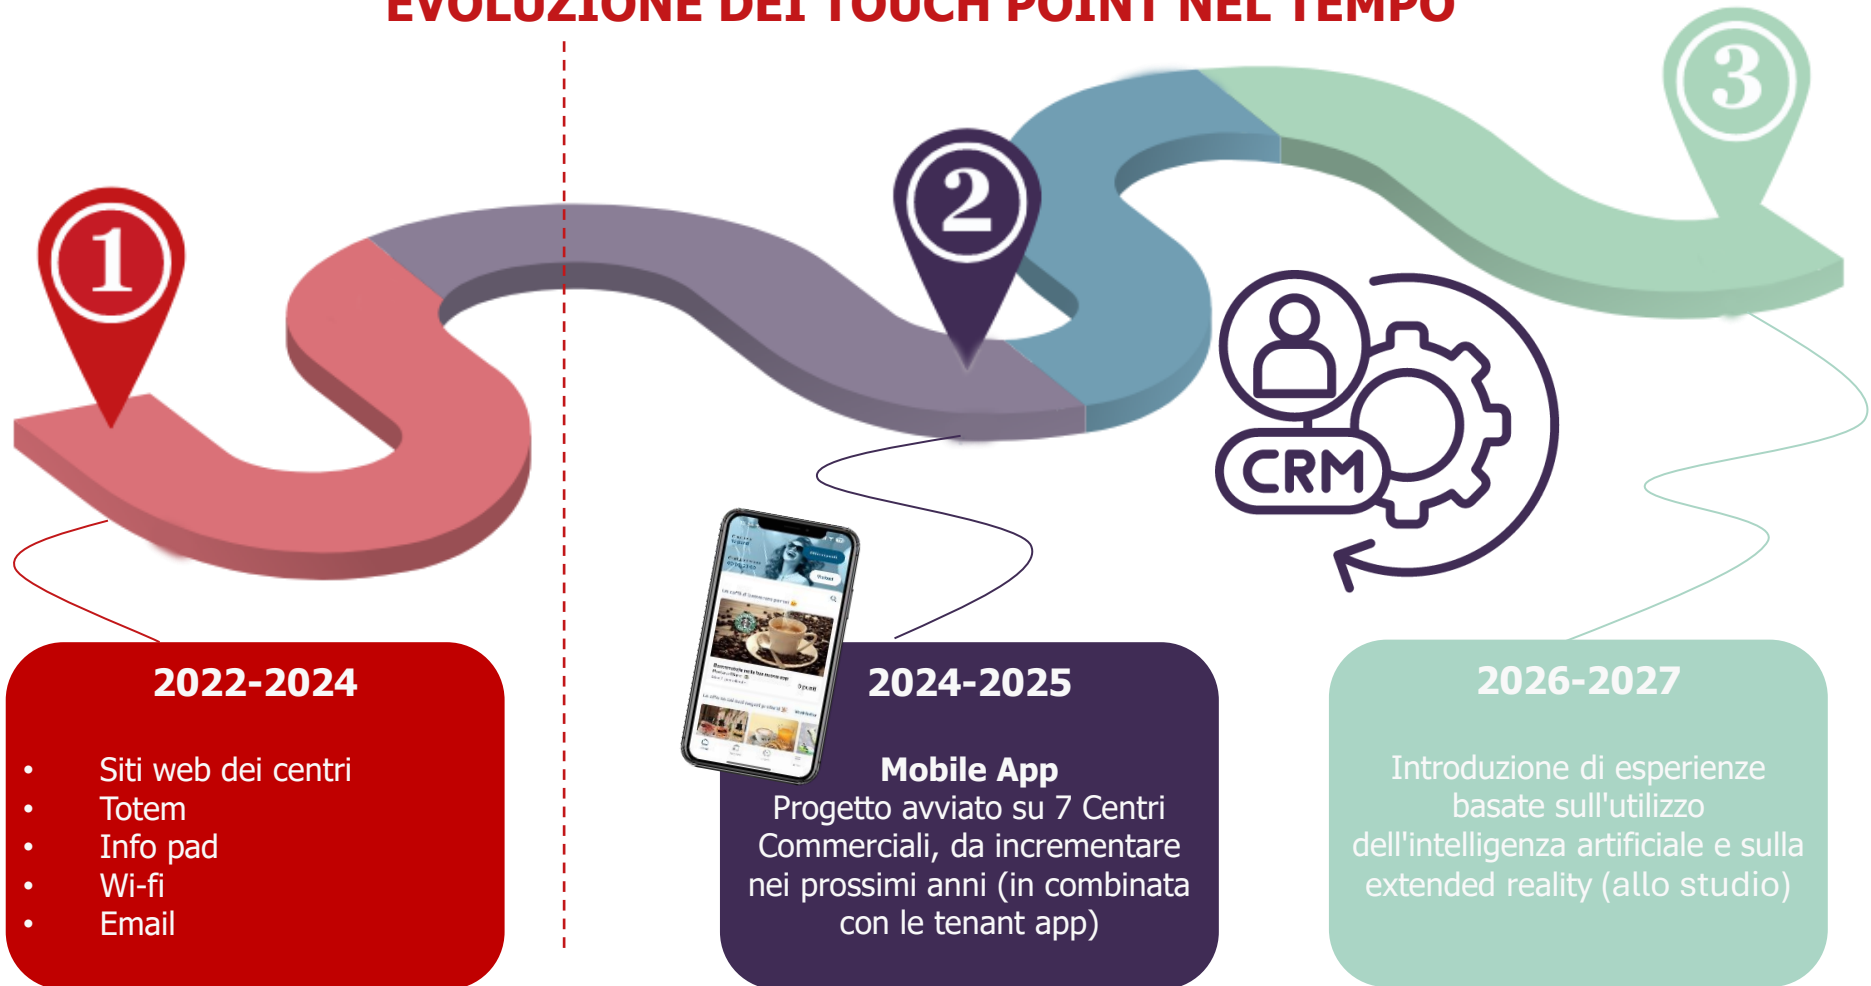 EVOLUZIONE DEI TOUCH POINT NEL TEMPO
1
2
3
CRM
2022-2024
• Siti web dei centri
• Totem
• Info pad
• Wi-fi
• Email
2024-2025
Mobile App
Progetto avviato su 7 Centri
Commerciali, da incrementare
nei prossimi anni (in combinata
con le tenant app)
2026-2027
Introduzione di esperienze
basate sull'utilizzo
dell'intelligenza artificiale e sulla
extended reality (allo studio)